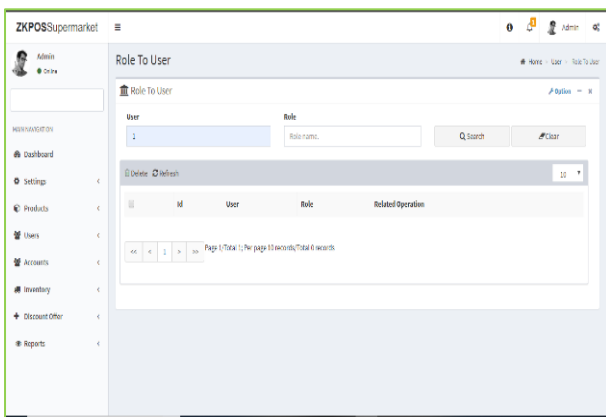 ZKPOSSupermarket
Admin
Admin
Online
Role To User
Home > User > Role To User
Role To User
Option
User
Role
1
Role name.
Search
Clear
MAIN NAVIGATION
Dashboard
Settings
Products
Users
Accounts
Inventory
Discount Offer
Reports
Delete Refresh
10
Id User Role Related Operation
<< < 1 > >> Page 1/Total 1; Per page 10 records/Total 0 records